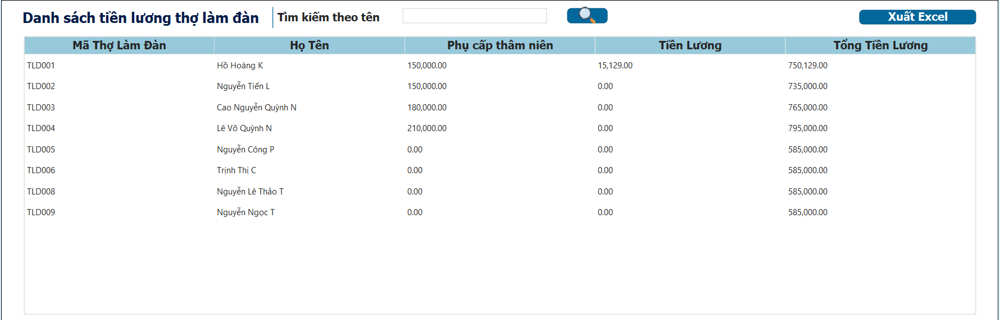 Danh sách tiền lương thợ làm đàn Tìm kiếm theo tên Xuất Excel
Mã Thợ Làm Đàn Họ Tên Phụ cấp thâm niên Tiền Lương Tổng Tiền Lương
TLD001 Hồ Hoàng K 150,000.00 15,129.00 750,129.00
TLD002 Nguyễn Tiến L 150,000.00 0.00 735,000.00
TLD003 Cao Nguyễn Quỳnh N 180,000.00 0.00 765,000.00
TLD004 Lê Võ Quỳnh N 210,000.00 0.00 795,000.00
TLD005 Nguyễn Công P 0.00 0.00 585,000.00
TLD006 Trịnh Thị C 0.00 0.00 585,000.00
TLD008 Nguyễn Lê Thảo T 0.00 0.00 585,000.00
TLD009 Nguyễn Ngọc T 0.00 0.00 585,000.00